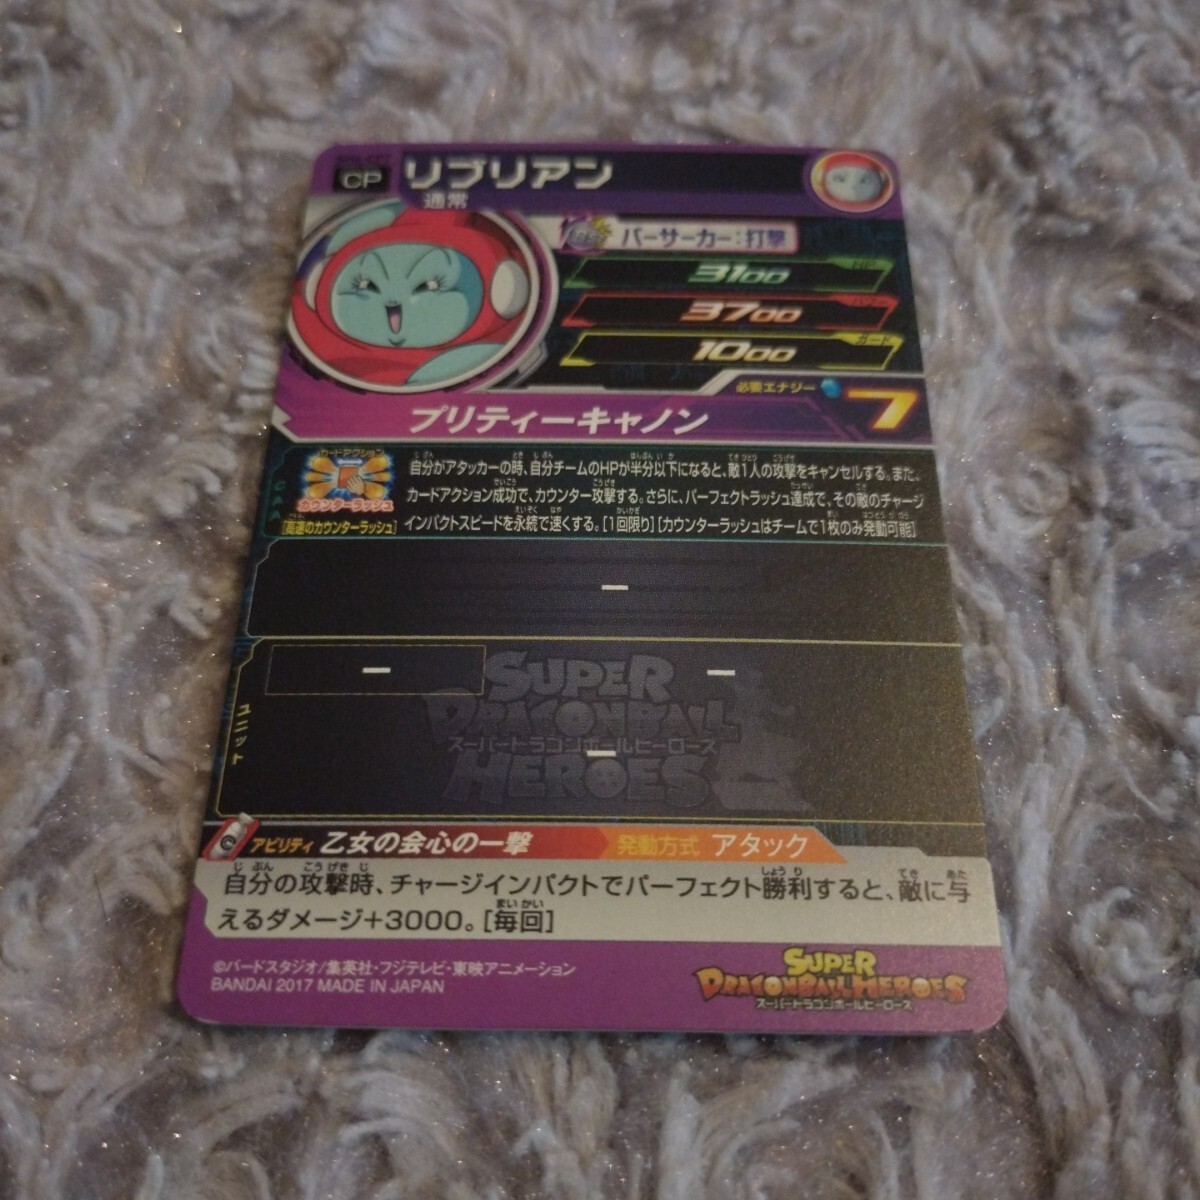 CP
リブリアン
通常
バーサーカー:打撃
3100
パワー
3700
ガード
1000
必要エナジー
7
プリティーキャノン
CAA
カードアクション
カウンターラッシュ
[高速のカウンターラッシュ]
自分がアタッカーの時、自分チームのHPが半分以下になると、敵1人の攻撃をキャンセルする。また、
カードアクション成功で、カウンター攻撃する。さらに、パーフェクトラッシュ達成で、その敵のチャージ
インパクトスピードを永続で速くする。[1回限り][カウンターラッシュはチームで1枚のみ発動可能]
ー
ユニット
ー
ー
ー
SUPER
DRAGONBALL
スーパードラゴンボールヒーローズ
HEROES
アビリティ 乙女の会心の一撃
発動方式 アタック
自分の攻撃時、チャージインパクトでパーフェクト勝利すると、敵に与
えるダメージ+3000。[毎回]
©バードスタジオ/集英社・フジテレビ・東映アニメーション
BANDAI 2017 MADE IN JAPAN
SUPER
DRAGONBALL HEROES
スーパードラゴンボールヒーローズ